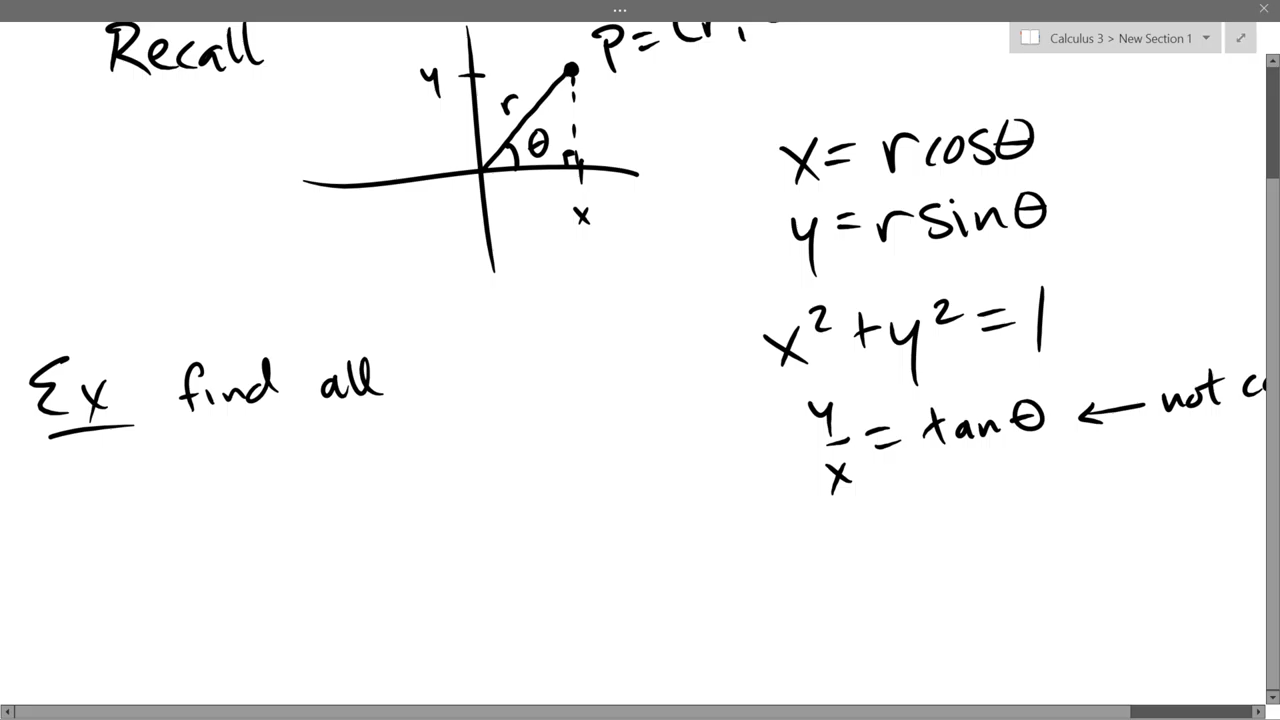 Calculus 3 > New Section 1
Recall
P=(r,
y
r
θ
x
x = r cos θ
y = r sin θ
x² + y² = 1
Ex find all
y/x = tan θ ← not